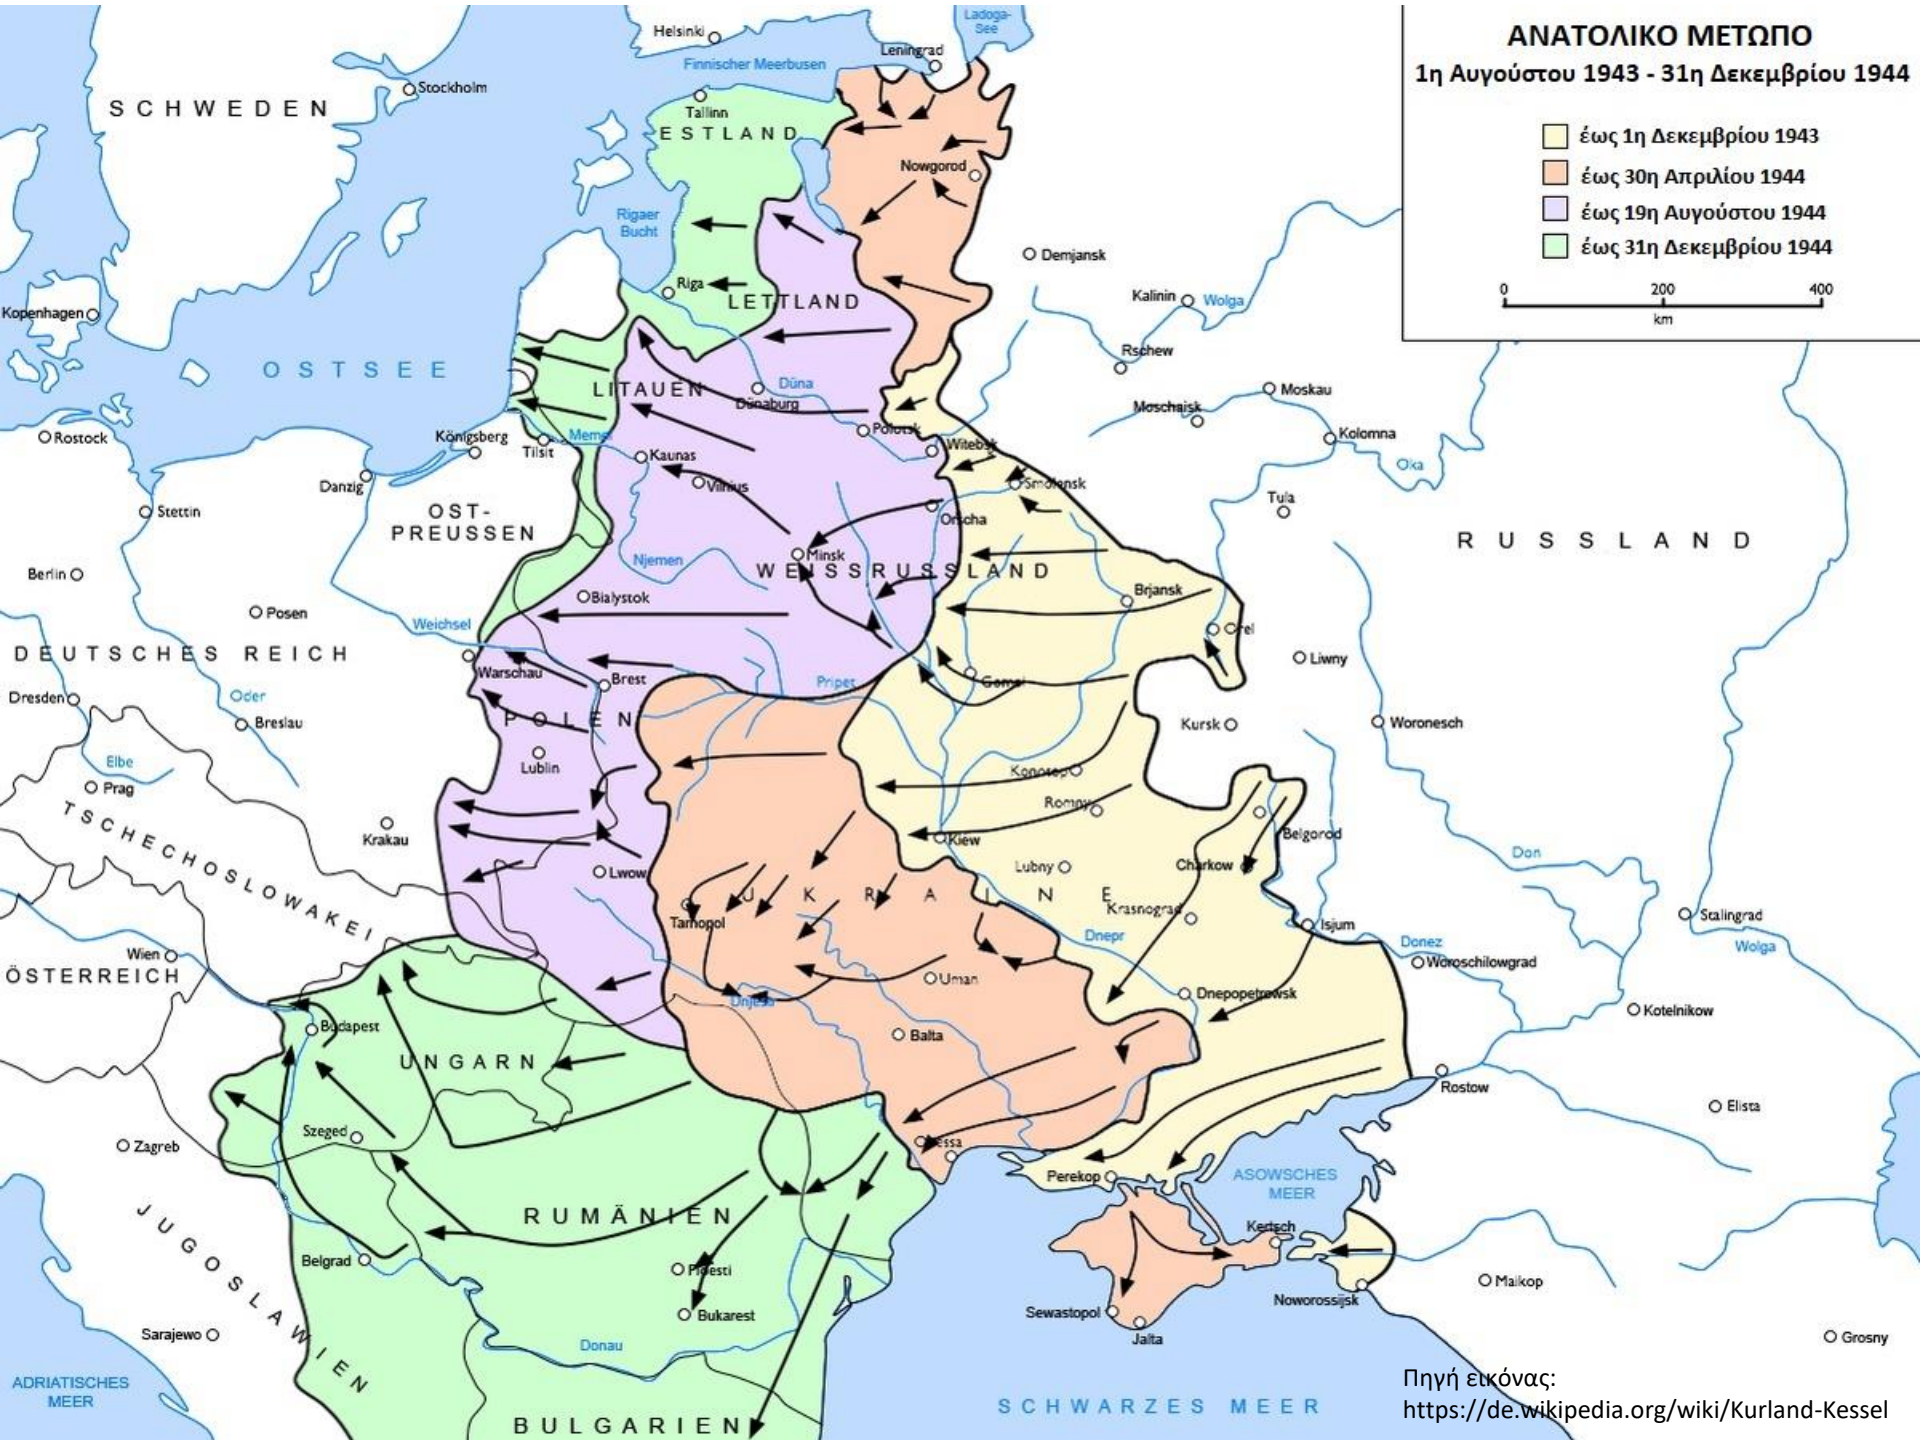 ΑΝΑΤΟΛΙΚΟ ΜΕΤΩΠΟ
1η Αυγούστου 1943 - 31η Δεκεμβρίου 1944
έως 1η Δεκεμβρίου 1943
έως 30η Απριλίου 1944
έως 19η Αυγούστου 1944
έως 31η Δεκεμβρίου 1944
0 200 400
km
Helsinki
Ladoga-
See
Leningrad
Finnischer Meerbusen
Stockholm
SCHWEDEN
Tallinn
ESTLAND
Nowgorod
Rigaer
Bucht
Demjansk
Riga
LETTLAND
Kalinin
Wolga
Kopenhagen
Rschew
OSTSEE
LITAUEN
Düna
Dünaburg
Moskau
Moschaisk
Rostock
Königsberg
Tilsit
Memel
Polotsk
Witebsk
Kolomna
Oka
Kaunas
Danzig
Vilnius
Smolensk
Tula
Stettin
OST-
PREUSSEN
Orscha
RUSSLAND
Njemen
Minsk
WEISSRUSSLAND
Berlin
Bialystok
Brjansk
Posen
Weichsel
Orel
DEUTSCHES REICH
Warschau
Liwny
Brest
Pripet
Gomel
Dresden
Oder
Breslau
POLEN
Kursk
Woronesch
Elbe
Prag
Lublin
Konotop
Romny
TSCHECHOSLOWAKEI
Krakau
Kiew
Belgorod
Don
Lwow
Lubny
Charkow
UKRAINE
Krasnograd
Tarnopol
Isjum
Stalingrad
Dnepr
Donez
Wolga
Wien
ÖSTERREICH
Woroschilowgrad
Uman
Dnjestr
Dnepopetrowsk
Kotelnikow
Budapest
Balta
UNGARN
Rostow
Elista
Szeged
Zagreb
Perekop
ASOWSCHES
MEER
JUGOSLAWIEN
RUMÄNIEN
Kertsch
Belgrad
Ploesti
Maikop
Noworossijsk
Sewastopol
Bukarest
Jalta
Sarajewo
Donau
Grosny
ADRIATISCHES
MEER
Πηγή εικόνας:
SCHWARZES MEER
https://de.wikipedia.org/wiki/Kurland-Kessel
BULGARIEN